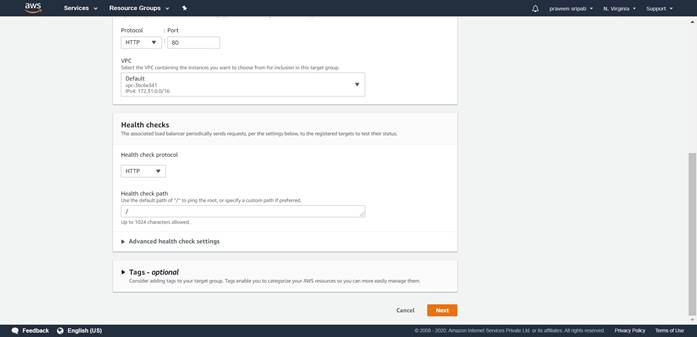 aws
Services
Resource Groups
praveen sripati
N. Virginia
Support
Protocol : Port
HTTP : 80
VPC
Select the VPC containing the instances you want to choose from for inclusion in this target group.
Default
IPv4: 172.31.0.0/16
Health checks
The associated load balancer periodically sends requests, per the settings below, to the registered targets to test their status.
Health check protocol
HTTP
Health check path
Use the default path of "/" to ping the root, or specify a custom path if preferred.
/
Up to 1024 characters allowed.
Advanced health check settings
Tags - optional
Consider adding tags to your target group. Tags enable you to categorize your AWS resources so you can more easily manage them.
Cancel
Next
Feedback
English (US)
© 2008 - 2020, Amazon Internet Services Private Ltd. or its affiliates. All rights reserved.
Privacy Policy
Terms of Use